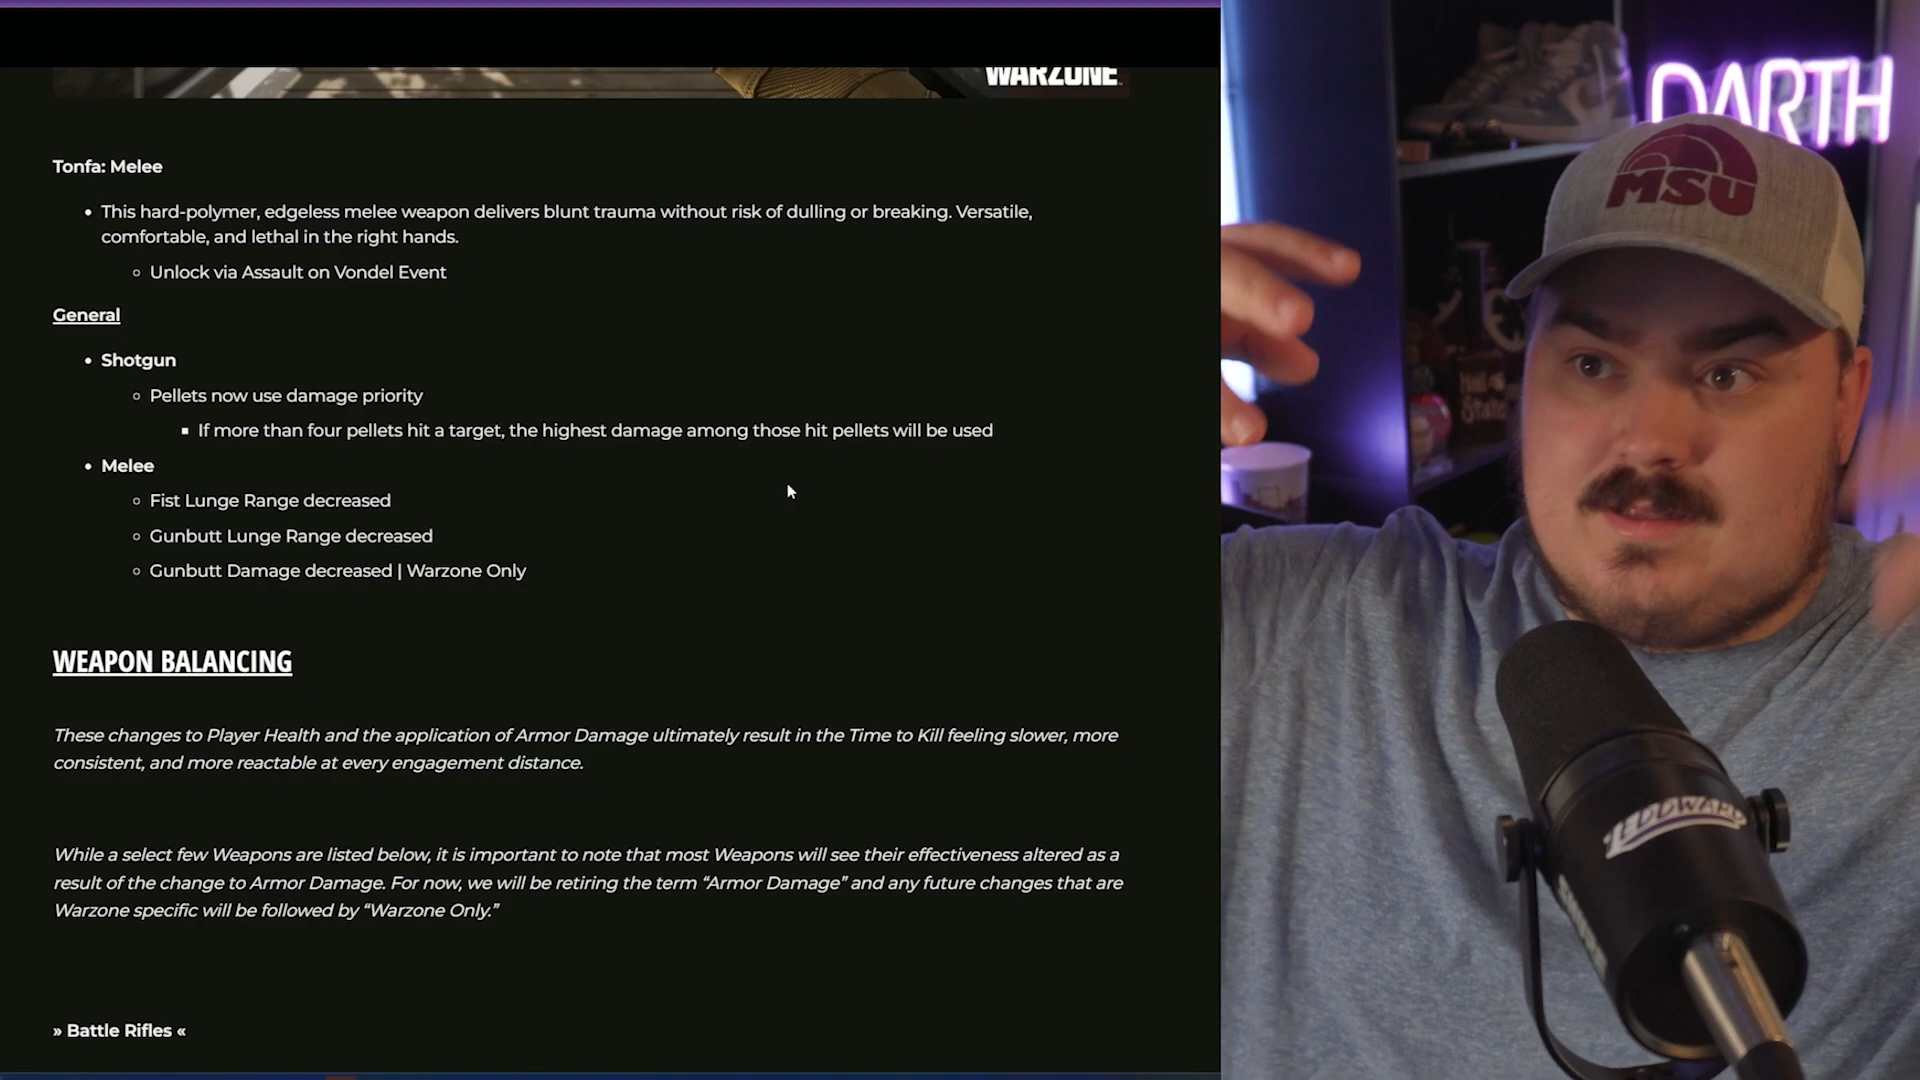 WARZONE
Tonfa: Melee
• This hard-polymer, edgeless melee weapon delivers blunt trauma without risk of dulling or breaking. Versatile,
comfortable, and lethal in the right hands.
◦ Unlock via Assault on Vondel Event
General
• Shotgun
◦ Pellets now use damage priority
▪ If more than four pellets hit a target, the highest damage among those hit pellets will be used
• Melee
◦ Fist Lunge Range decreased
◦ Gunbutt Lunge Range decreased
◦ Gunbutt Damage decreased | Warzone Only
WEAPON BALANCING
These changes to Player Health and the application of Armor Damage ultimately result in the Time to Kill feeling slower, more
consistent, and more reactable at every engagement distance.
While a select few Weapons are listed below, it is important to note that most Weapons will see their effectiveness altered as a
result of the change to Armor Damage. For now, we will be retiring the term “Armor Damage” and any future changes that are
Warzone specific will be followed by “Warzone Only.”
» Battle Rifles «
DARTH
MSU
State